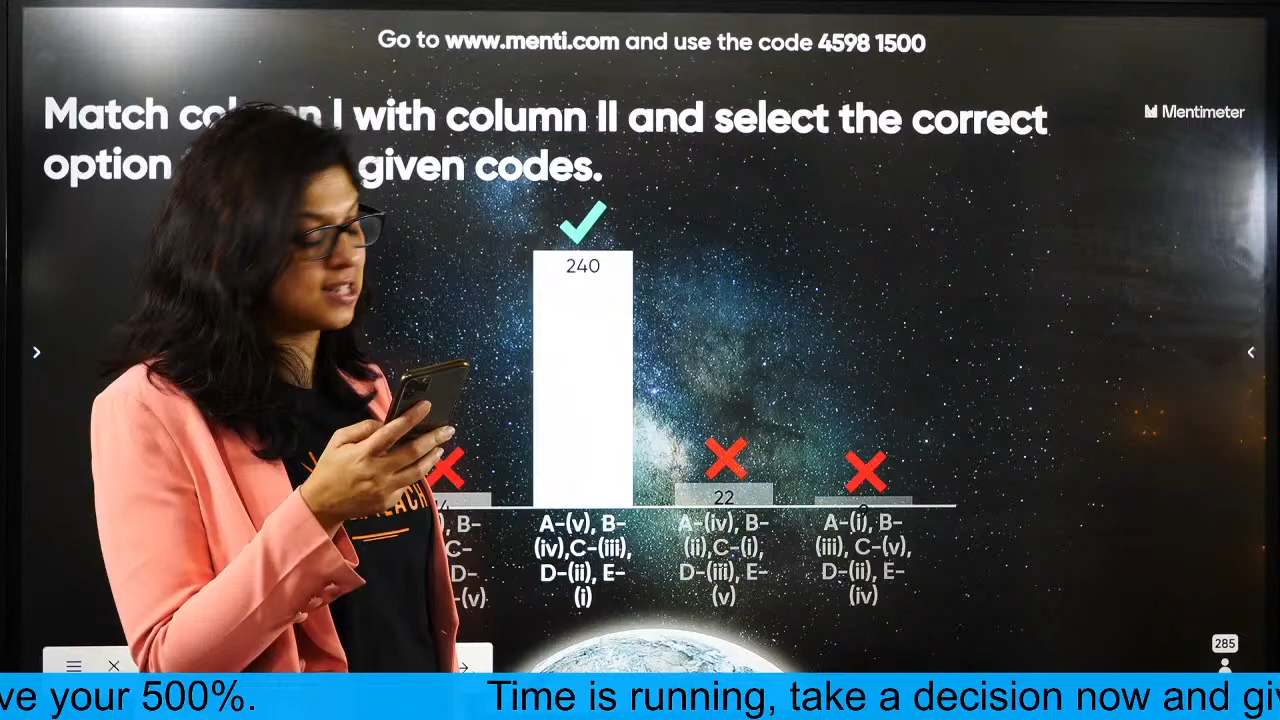 Go to www.menti.com and use the code 4598 1500
Match column I with column II and select the correct
option given codes.
Mentimeter
240
22
B-
C-
D-
-(v)
A-(v), B-
(iv),C-(iii),
D-(ii), E-
(i)
A-(iv), B-
(ii),C-(i),
D-(iii), E-
(v)
A-(i), B-
(iii), C-(v),
D-(ii), E-
(iv)
285
ve your 500%. Time is running, take a decision now and giv